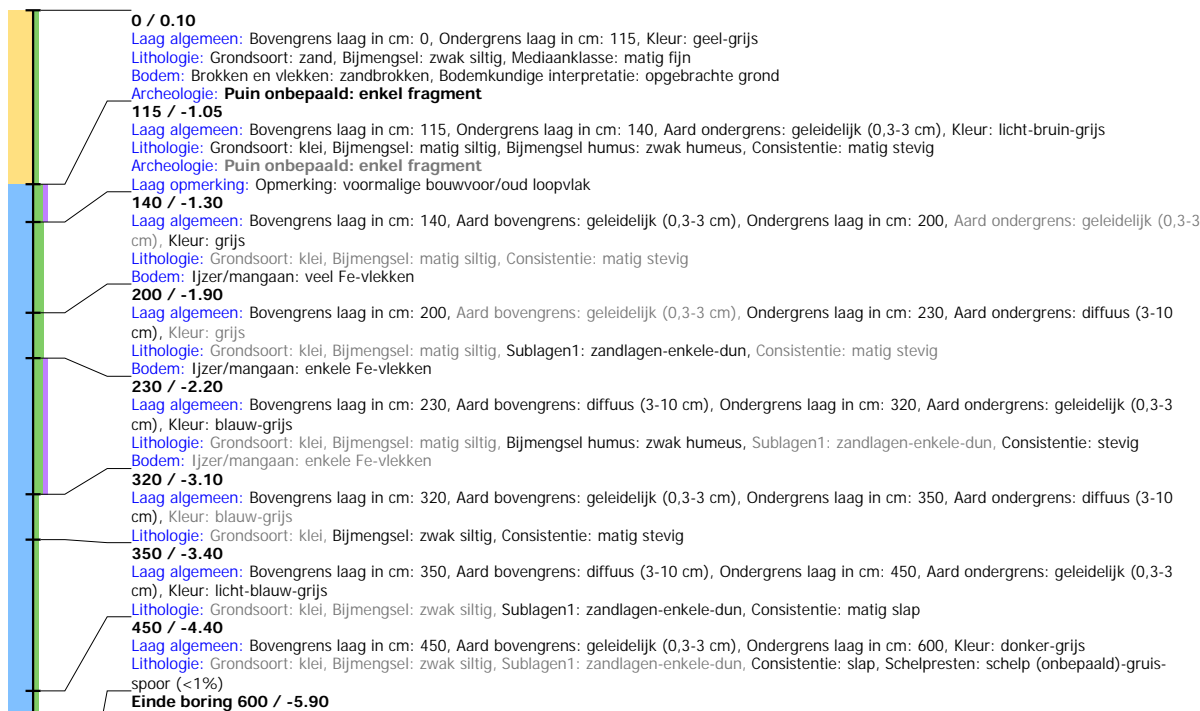 0 / 0.10
Laag algemeen: Bovengrens laag in cm: 0, Ondergrens laag in cm: 115, Kleur: geel-grijs
Lithologie: Grondsoort: zand, Bijmengsel: zwak siltig, Mediaanklasse: matig fijn
Bodem: Brokken en vlekken: zandbrokken, Bodemkundige interpretatie: opgebrachte grond
Archeologie: Puin onbepaald: enkel fragment
115 / -1.05
Laag algemeen: Bovengrens laag in cm: 115, Ondergrens laag in cm: 140, Aard ondergrens: geleidelijk (0,3-3 cm), Kleur: licht-bruin-grijs
Lithologie: Grondsoort: klei, Bijmengsel: matig siltig, Bijmengsel humus: zwak humeus, Consistentie: matig stevig
Archeologie: Puin onbepaald: enkel fragment
Laag opmerking: Opmerking: voormalige bouwvoor/oud loopvlak
140 / -1.30
Laag algemeen: Bovengrens laag in cm: 140, Aard bovengrens: geleidelijk (0,3-3 cm), Ondergrens laag in cm: 200, Aard ondergrens: geleidelijk (0,3-3
cm), Kleur: grijs
Lithologie: Grondsoort: klei, Bijmengsel: matig siltig, Consistentie: matig stevig
Bodem: Ijzer/mangaan: veel Fe-vlekken
200 / -1.90
Laag algemeen: Bovengrens laag in cm: 200, Aard bovengrens: geleidelijk (0,3-3 cm), Ondergrens laag in cm: 230, Aard ondergrens: diffuus (3-10
cm), Kleur: grijs
Lithologie: Grondsoort: klei, Bijmengsel: matig siltig, Sublagen1: zandlagen-enkele-dun, Consistentie: matig stevig
Bodem: Ijzer/mangaan: enkele Fe-vlekken
230 / -2.20
Laag algemeen: Bovengrens laag in cm: 230, Aard bovengrens: diffuus (3-10 cm), Ondergrens laag in cm: 320, Aard ondergrens: geleidelijk (0,3-3
cm), Kleur: blauw-grijs
Lithologie: Grondsoort: klei, Bijmengsel: matig siltig, Bijmengsel humus: zwak humeus, Sublagen1: zandlagen-enkele-dun, Consistentie: stevig
Bodem: Ijzer/mangaan: enkele Fe-vlekken
320 / -3.10
Laag algemeen: Bovengrens laag in cm: 320, Aard bovengrens: geleidelijk (0,3-3 cm), Ondergrens laag in cm: 350, Aard ondergrens: diffuus (3-10
cm), Kleur: blauw-grijs
Lithologie: Grondsoort: klei, Bijmengsel: zwak siltig, Consistentie: matig stevig
350 / -3.40
Laag algemeen: Bovengrens laag in cm: 350, Aard bovengrens: diffuus (3-10 cm), Ondergrens laag in cm: 450, Aard ondergrens: geleidelijk (0,3-3
cm), Kleur: licht-blauw-grijs
Lithologie: Grondsoort: klei, Bijmengsel: zwak siltig, Sublagen1: zandlagen-enkele-dun, Consistentie: matig slap
450 / -4.40
Laag algemeen: Bovengrens laag in cm: 450, Aard bovengrens: geleidelijk (0,3-3 cm), Ondergrens laag in cm: 600, Kleur: donker-grijs
Lithologie: Grondsoort: klei, Bijmengsel: zwak siltig, Sublagen1: zandlagen-enkele-dun, Consistentie: slap, Schelpresten: schelp (onbepaald)-gruis-
spoor (<1%)
Einde boring 600 / -5.90